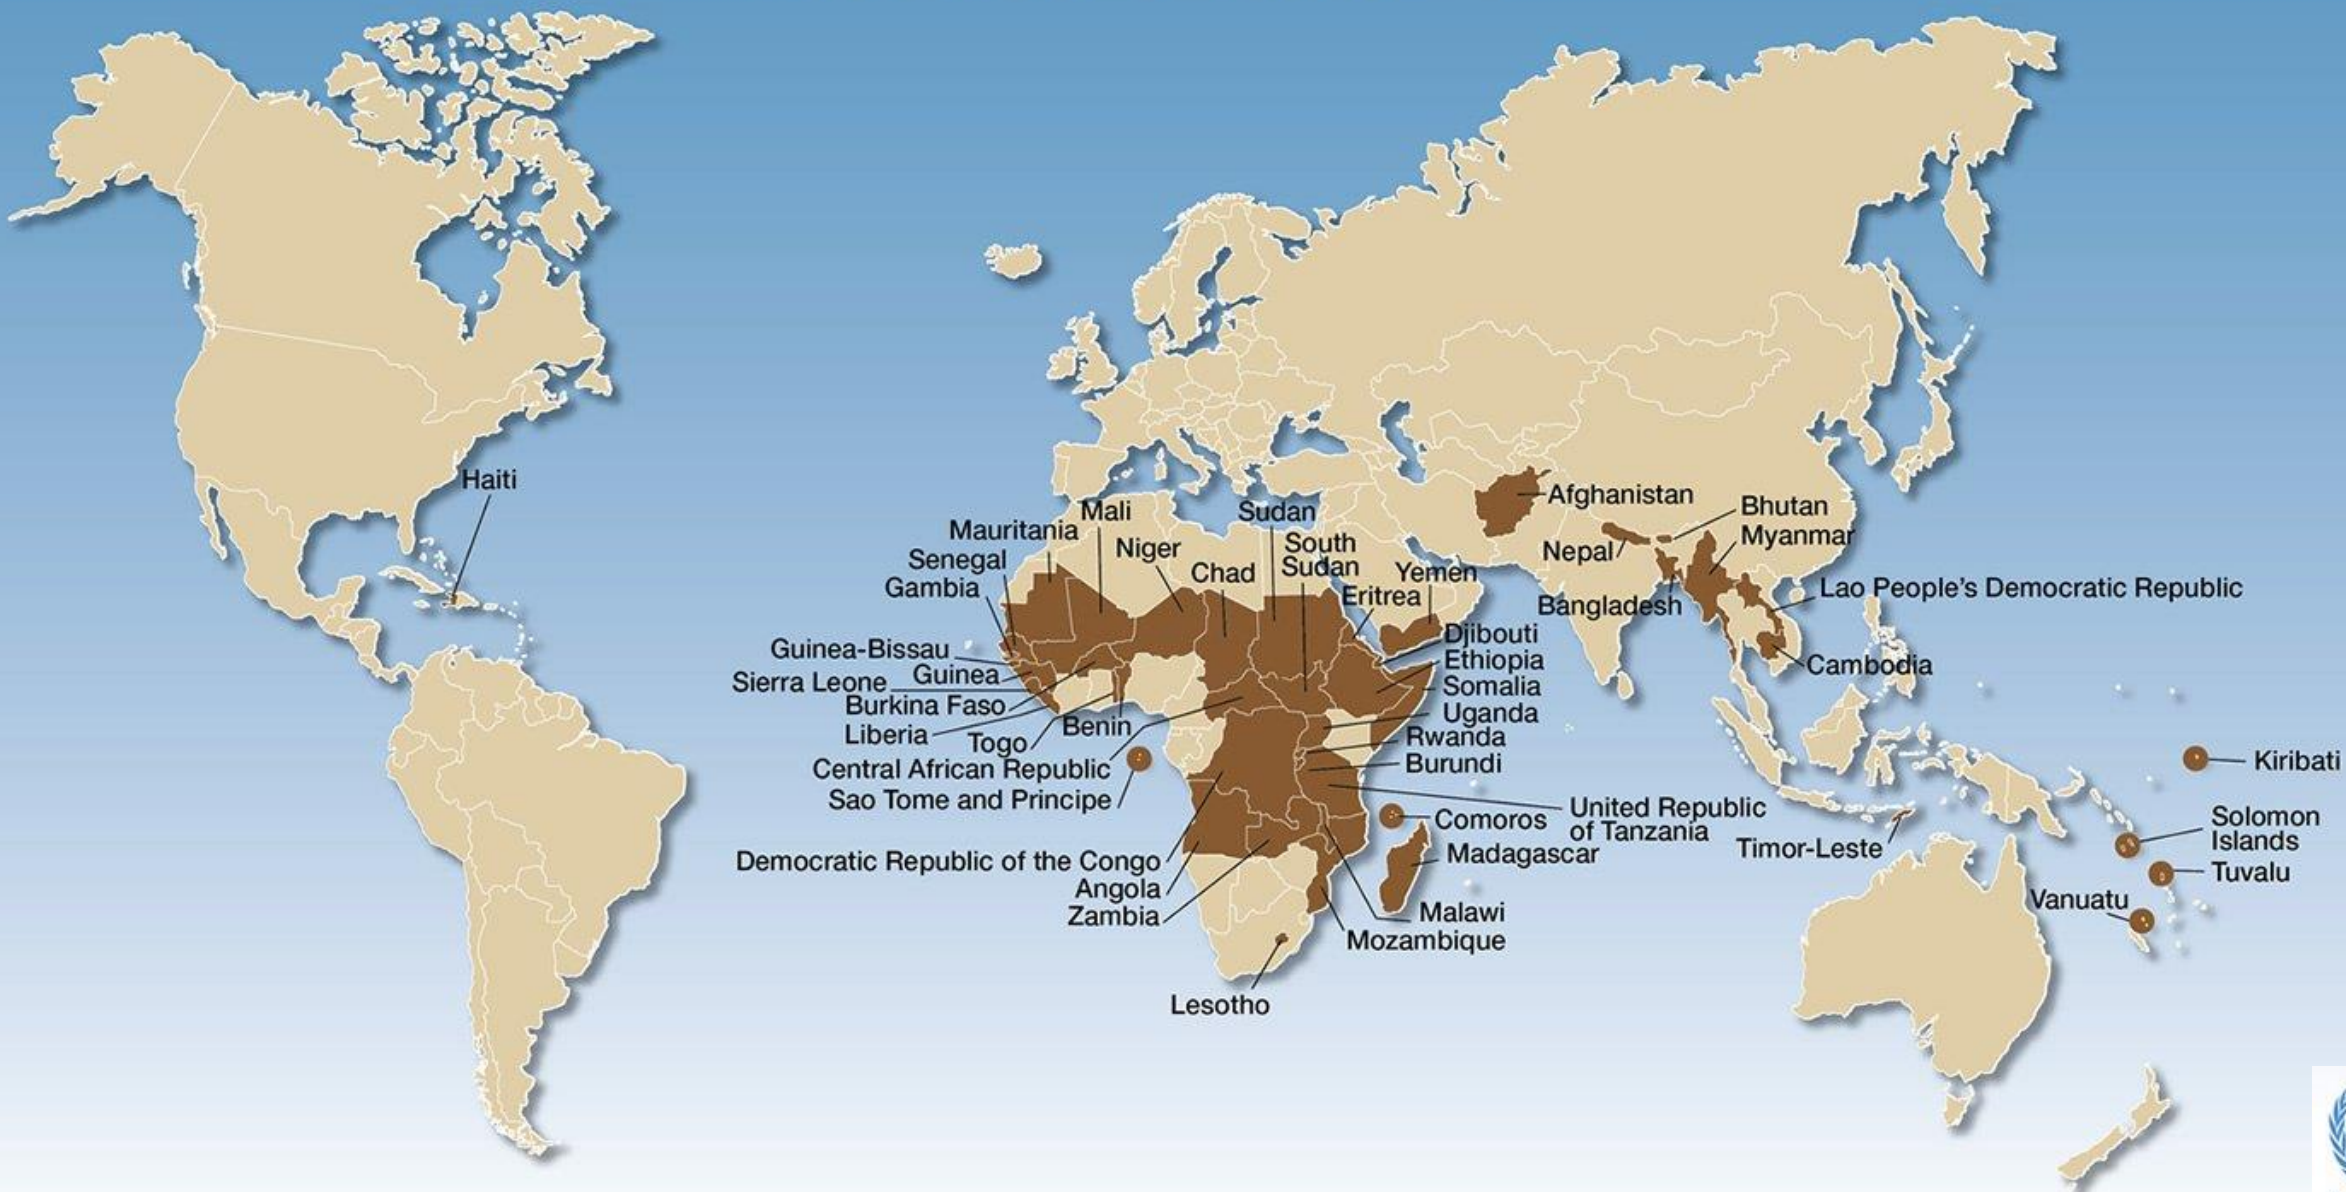 Haiti
Mauritania
Mali
Senegal
Gambia
Niger
Chad
Sudan
South
Sudan
Yemen
Eritrea
Guinea-Bissau
Guinea
Sierra Leone
Burkina Faso
Liberia
Togo
Benin
Central African Republic
Sao Tome and Principe
Democratic Republic of the Congo
Angola
Zambia
Lesotho
Djibouti
Ethiopia
Somalia
Uganda
Rwanda
Burundi
United Republic
of Tanzania
Comoros
Madagascar
Malawi
Mozambique
Afghanistan
Bhutan
Myanmar
Nepal
Bangladesh
Lao People's Democratic Republic
Cambodia
Timor-Leste
Kiribati
Solomon
Islands
Tuvalu
Vanuatu